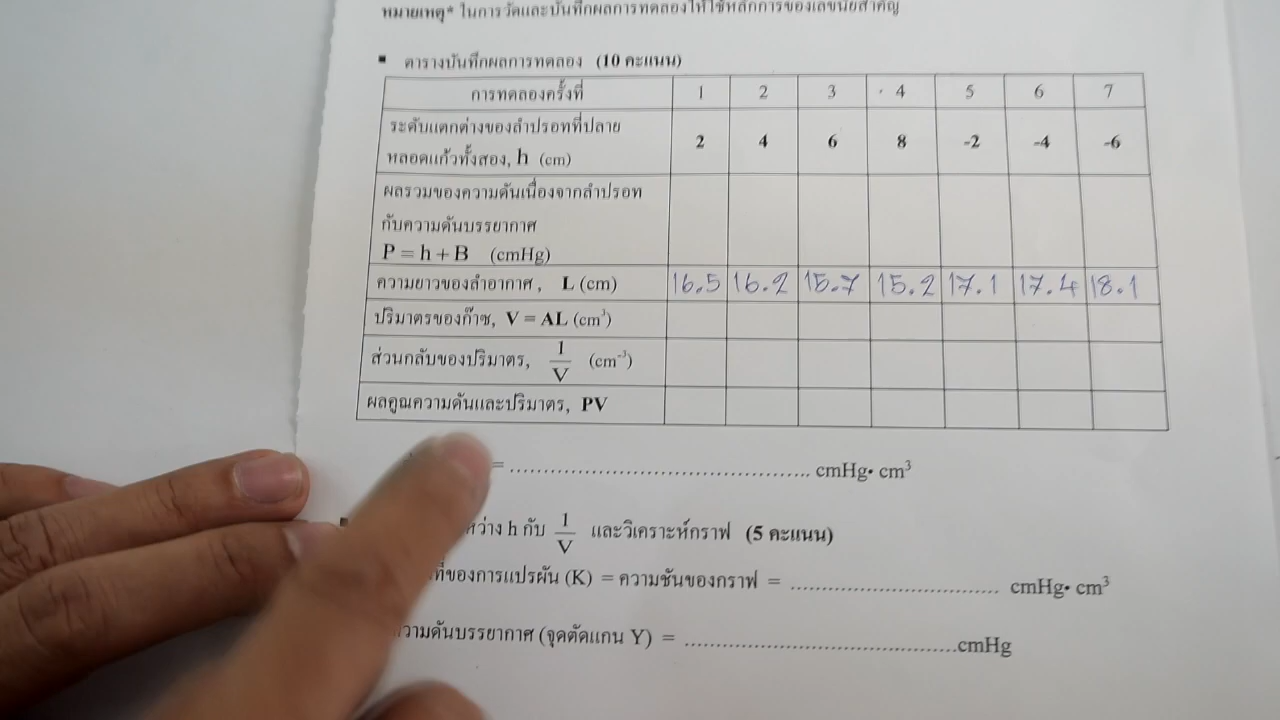 หมายเหตุ* ในการวัดและบันทึกผลการทดลองให้ใช้หลักการของเลขนัยสำคัญ
▪ ตารางบันทึกผลการทดลอง (10 คะแนน)
การทดลองครั้งที่ 1 2 3 4 5 6 7
ระดับแตกต่างของลำปรอทที่ปลาย
หลอดแก้วทั้งสอง, h (cm) 2 4 6 8 -2 -4 -6
ผลรวมของความดันเนื่องจากลำปรอท
กับความดันบรรยากาศ
P = h + B (cmHg)
ความยาวของลำอากาศ, L (cm) 16.5 16.2 15.7 15.2 17.1 17.4 18.1
ปริมาตรของก๊าซ, V = AL (cm³)
ส่วนกลับของปริมาตร, 1/V (cm⁻³)
ผลคูณความดันและปริมาตร, PV
= ................................................ cmHg• cm³
h กับ 1/V และวิเคราะห์กราฟ (5 คะแนน)
ของการแปรผัน (K) = ความชันของกราฟ = .................................. cmHg• cm³
ความดันบรรยากาศ (จุดตัดแกน Y) = ............................................cmHg